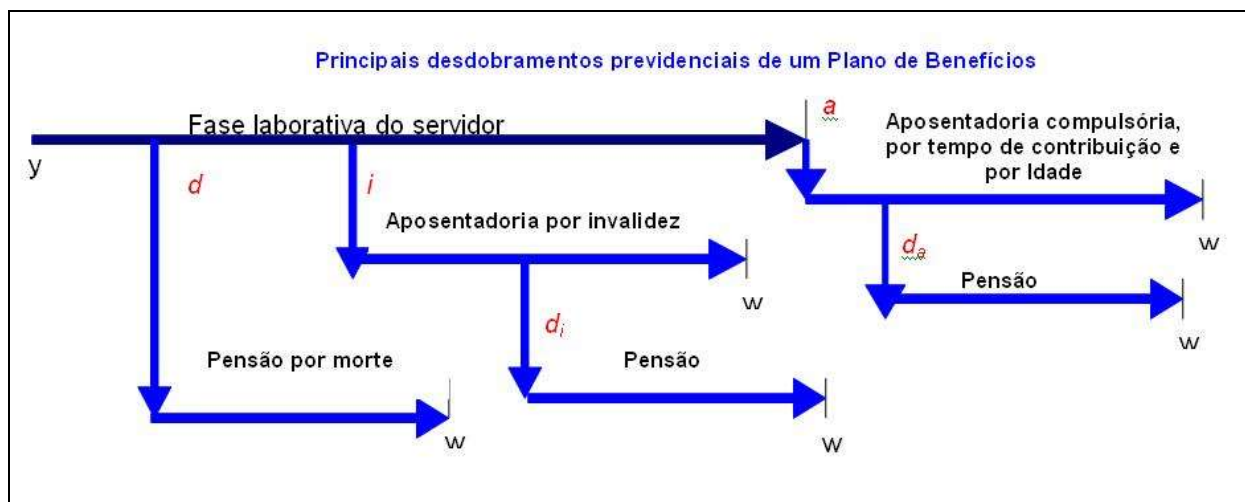 Principais desdobramentos previdenciais de um Plano de Benefícios
Fase laborativa do servidor
a
Aposentadoria compulsória,
por tempo de contribuição e
por Idade
y
d
i
Aposentadoria por invalidez
w
da
Pensão
w
di
w
Pensão por morte
Pensão
w
w